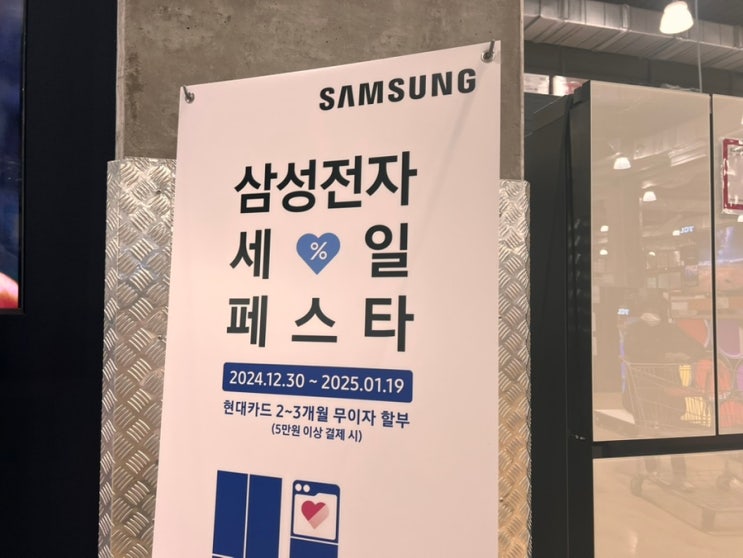 SAMSUNG
삼성전자
세 % 일
페스타
2024.12.30 ~ 2025.01.19
현대카드 2~3개월 무이자 할부
(5만원 이상 결제 시)